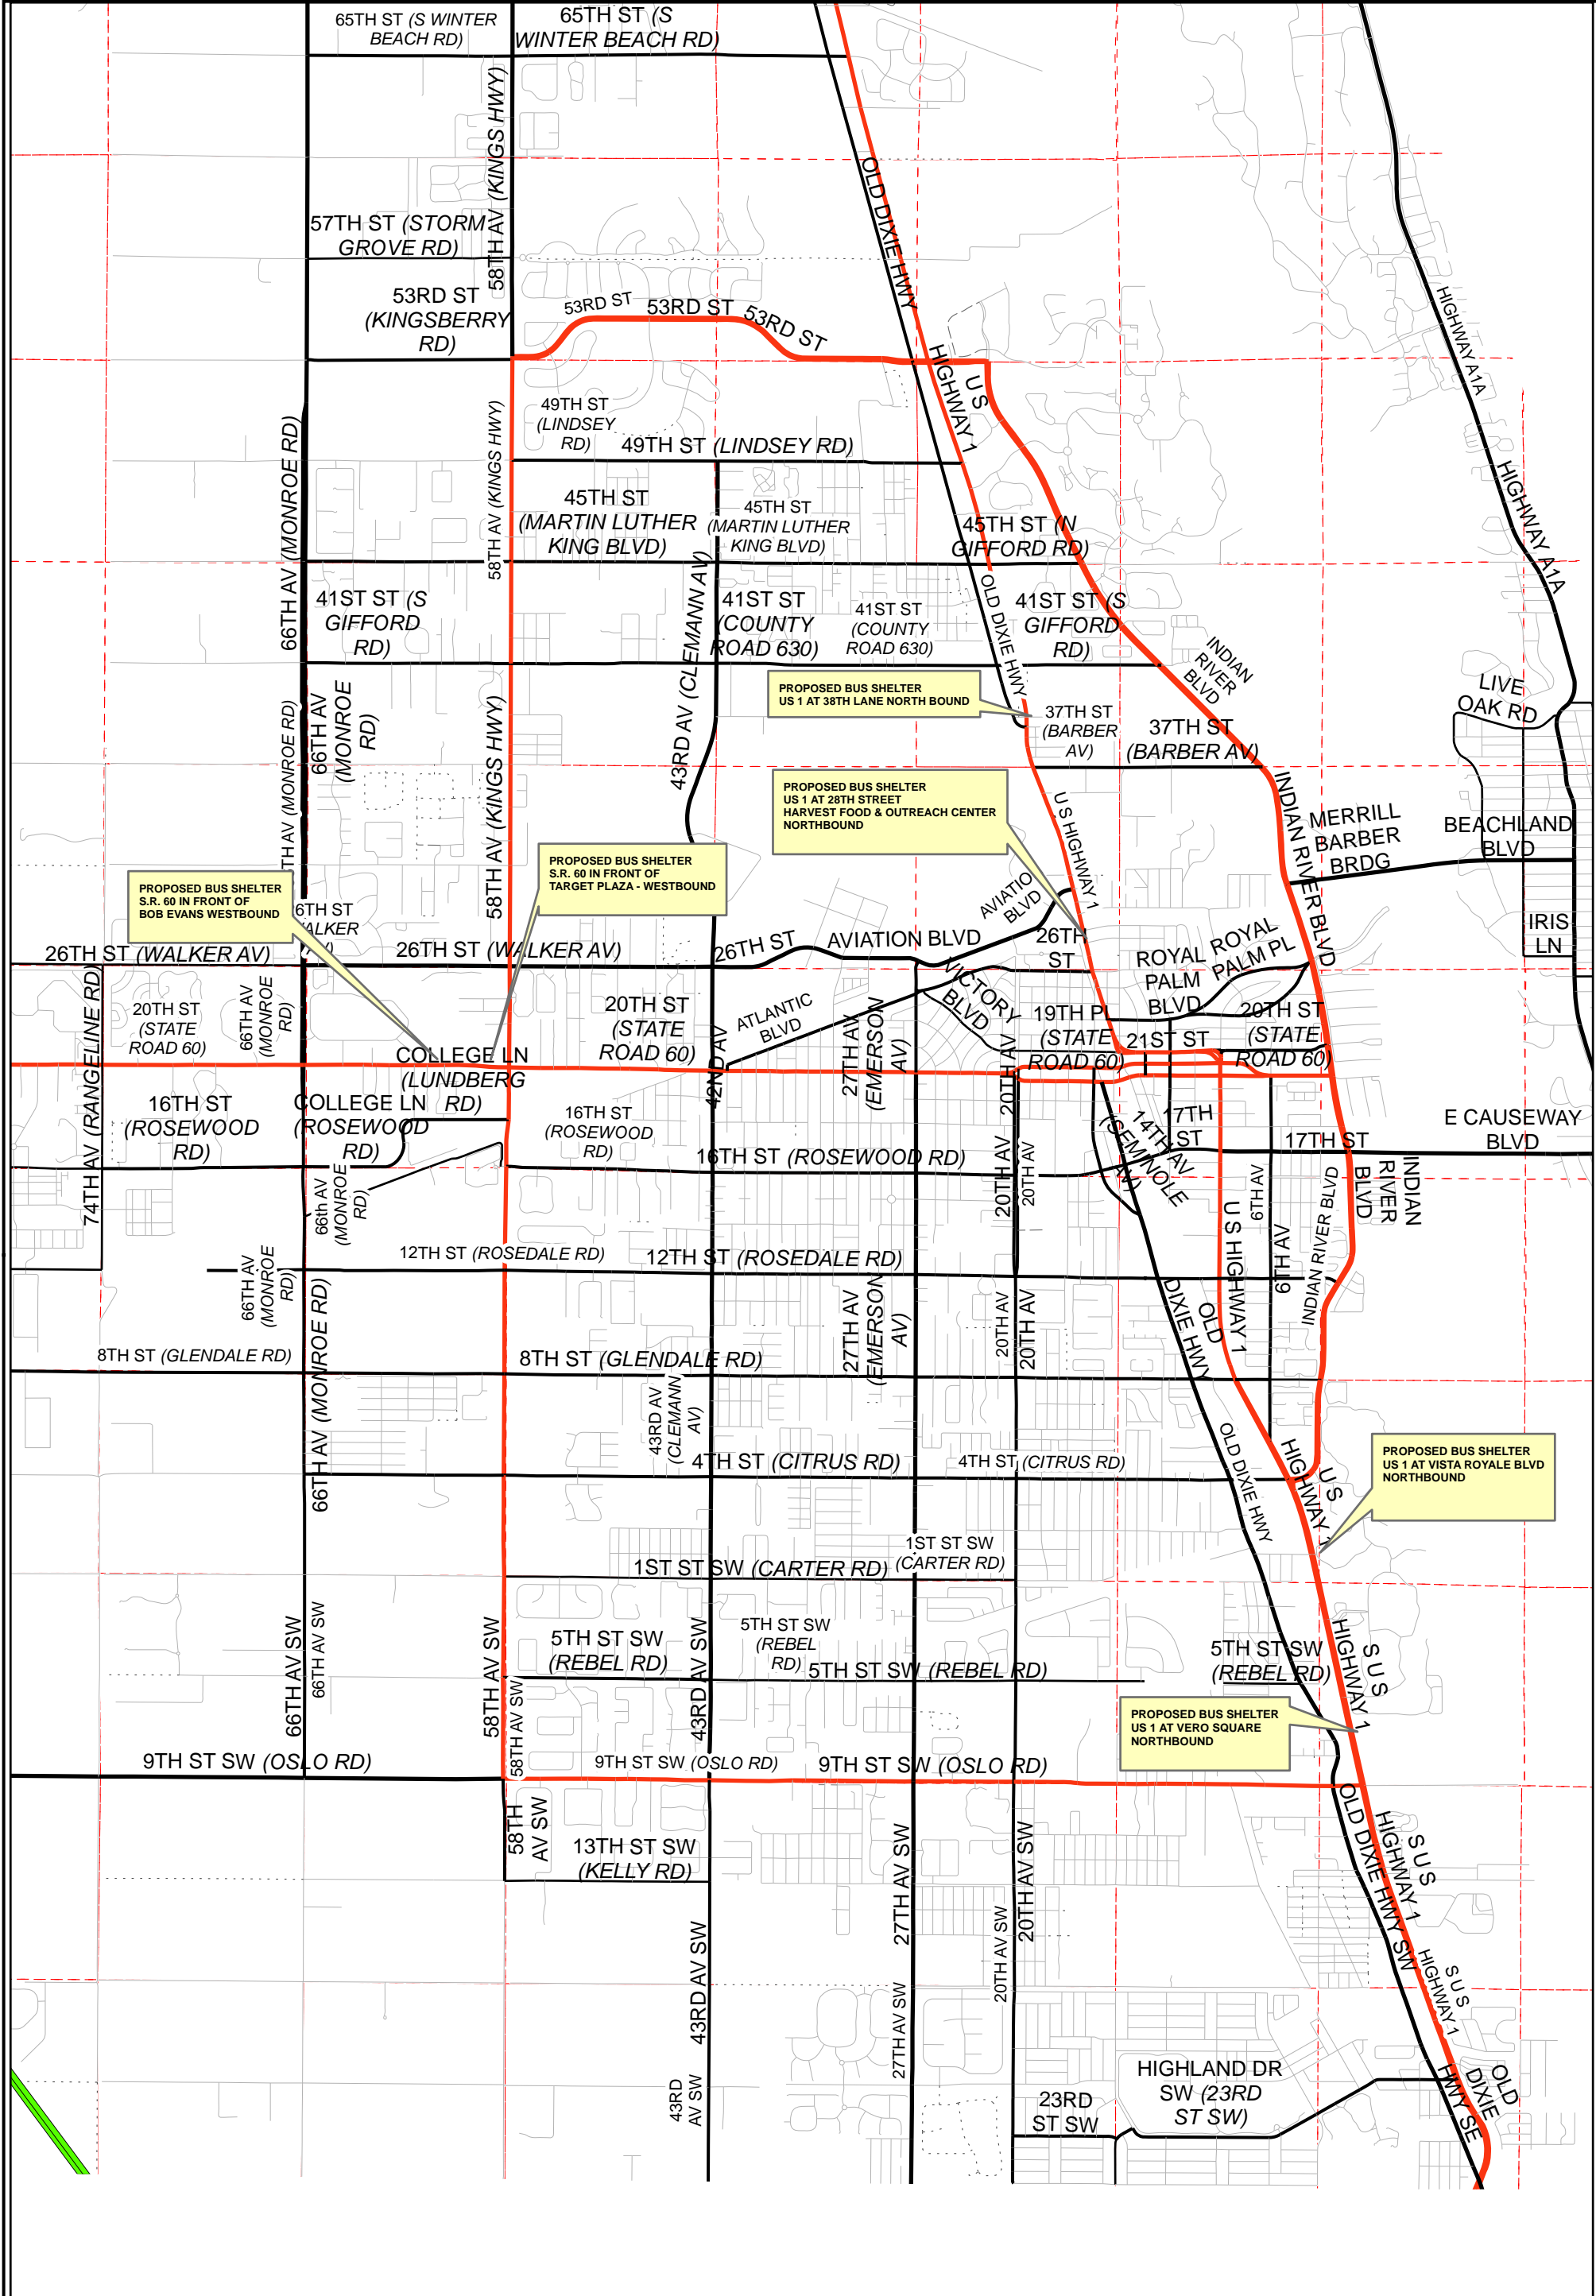 65TH ST (S WINTER
BEACH RD)
65TH ST (S
WINTER BEACH RD)
58TH AV (KINGS HWY)
57TH ST (STORM
GROVE RD)
53RD ST
(KINGSBERRY
RD)
53RD ST
53RD ST
53RD ST
OLD DIXIE HWY
HIGHWAY A1A
U S
HIGHWAY 1
49TH ST
(LINDSEY
RD)
49TH ST (LINDSEY RD)
66TH AV (MONROE RD)
58TH AV (KINGS HWY)
45TH ST
(MARTIN LUTHER
KING BLVD)
45TH ST
(MARTIN LUTHER
KING BLVD)
45TH ST (N
GIFFORD RD)
HIGHWAY A1A
41ST ST (S
GIFFORD
RD)
43RD AV (CLEMANN AV)
41ST ST
(COUNTY
ROAD 630)
41ST ST
(COUNTY
ROAD 630)
OLD DIXIE HWY
41ST ST (S
GIFFORD
RD)
INDIAN
RIVER
BLVD
LIVE
OAK RD
PROPOSED BUS SHELTER
US 1 AT 38TH LANE NORTH BOUND
37TH ST
(BARBER
AV)
37TH ST
(BARBER AV)
66TH AV
(MONROE
RD)
TH AV (MONROE RD)
58TH AV (KINGS HWY)
PROPOSED BUS SHELTER
US 1 AT 28TH STREET
HARVEST FOOD & OUTREACH CENTER
NORTHBOUND
U S HIGHWAY 1
INDIAN RIVER BLVD
MERRILL
BARBER
BRDG
BEACHLAND
BLVD
PROPOSED BUS SHELTER
S.R. 60 IN FRONT OF
TARGET PLAZA - WESTBOUND
PROPOSED BUS SHELTER
S.R. 60 IN FRONT OF
BOB EVANS WESTBOUND
6TH ST
ALKER
V)
AVIATIO
BLVD
IRIS
LN
26TH ST (WALKER AV)
26TH ST (WALKER AV)
26TH ST
AVIATION BLVD
26TH
ST
ROYAL
PALM
BLVD
ROYAL
PALM PL
VICTORY
BLVD
74TH AV (RANGELINE RD)
20TH ST
(STATE
ROAD 60)
66TH AV
(MONROE
RD)
20TH ST
(STATE
ROAD 60)
ATLANTIC
BLVD
27TH AV
(EMERSON
AV)
19TH PL
(STATE
ROAD 60)
21ST ST
20TH ST
(STATE
ROAD 60)
COLLEGE LN
(LUNDBERG
RD)
42ND AV
20TH AV
16TH ST
(ROSEWOOD
RD)
COLLEGE LN
(ROSEWOOD
RD)
16TH ST
(ROSEWOOD
RD)
16TH ST (ROSEWOOD RD)
14TH AV
(SEMINOLE
AV)
17TH
ST
17TH ST
E CAUSEWAY
BLVD
66th AV
(MONROE
RD)
20TH AV
20TH AV
6TH AV
INDIAN
RIVER
BLVD
66TH AV
(MONROE
RD)
12TH ST (ROSEDALE RD)
12TH ST (ROSEDALE RD)
U S HIGHWAY 1
6TH AV
INDIAN RIVER BLVD
66TH AV (MONROE RD)
27TH AV
(EMERSON
AV)
20TH AV
20TH AV
OLD
DIXIE HWY
8TH ST (GLENDALE RD)
8TH ST (GLENDALE RD)
43RD AV
(CLEMANN
AV)
4TH ST (CITRUS RD)
4TH ST (CITRUS RD)
OLD DIXIE HWY
U S
HIGHWAY 1
PROPOSED BUS SHELTER
US 1 AT VISTA ROYALE BLVD
NORTHBOUND
1ST ST SW (CARTER RD)
1ST ST SW
(CARTER RD)
66TH AV SW
66TH AV SW
58TH AV SW
58TH AV SW
5TH ST SW
(REBEL RD)
43RD AV SW
5TH ST SW
(REBEL
RD)
5TH ST SW (REBEL RD)
5TH ST SW
(REBEL RD)
S U S
HIGHWAY 1
PROPOSED BUS SHELTER
US 1 AT VERO SQUARE
NORTHBOUND
9TH ST SW (OSLO RD)
9TH ST SW (OSLO RD)
9TH ST SW (OSLO RD)
58TH
AV SW
13TH ST SW
(KELLY RD)
27TH AV SW
20TH AV SW
OLD DIXIE HWY SW
S U S
HIGHWAY 1
43RD AV SW
20TH AV SW
S U S
HIGHWAY 1
27TH AV SW
43RD
AV SW
23RD
ST SW
HIGHLAND DR
SW (23RD
ST SW)
OLD
DIXIE
HWY SE